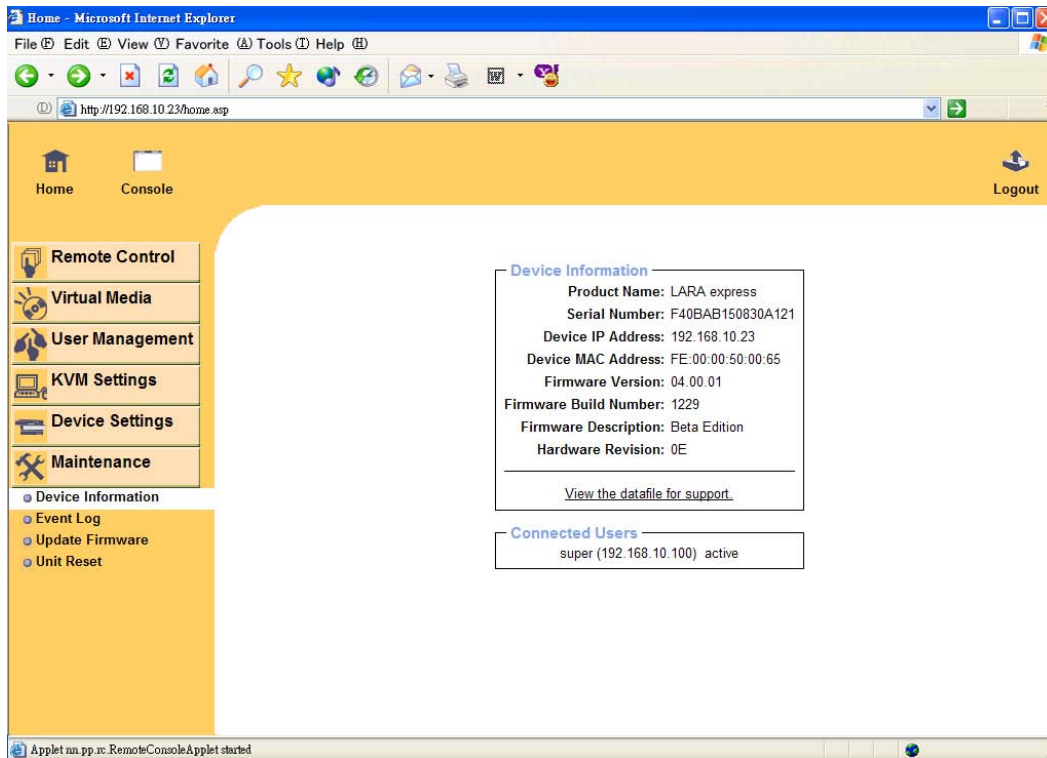 Home - Microsoft Internet Explorer
File(F) Edit (E) View (V) Favorite (A) Tools (T) Help (H)
(D) http://192.168.10.23/home.asp
Home Console Logout
Remote Control
Virtual Media
User Management
KVM Settings
Device Settings
Maintenance
Device Information
Event Log
Update Firmware
Unit Reset
Device Information
Product Name: LARA express
Serial Number: F40BAB150830A121
Device IP Address: 192.168.10.23
Device MAC Address: FE:00:00:50:00:65
Firmware Version: 04.00.01
Firmware Build Number: 1229
Firmware Description: Beta Edition
Hardware Revision: 0E
View the datafile for support.
Connected Users
super (192.168.10.100) active
Applet nn.pp.rc.RemoteConsoleApplet started